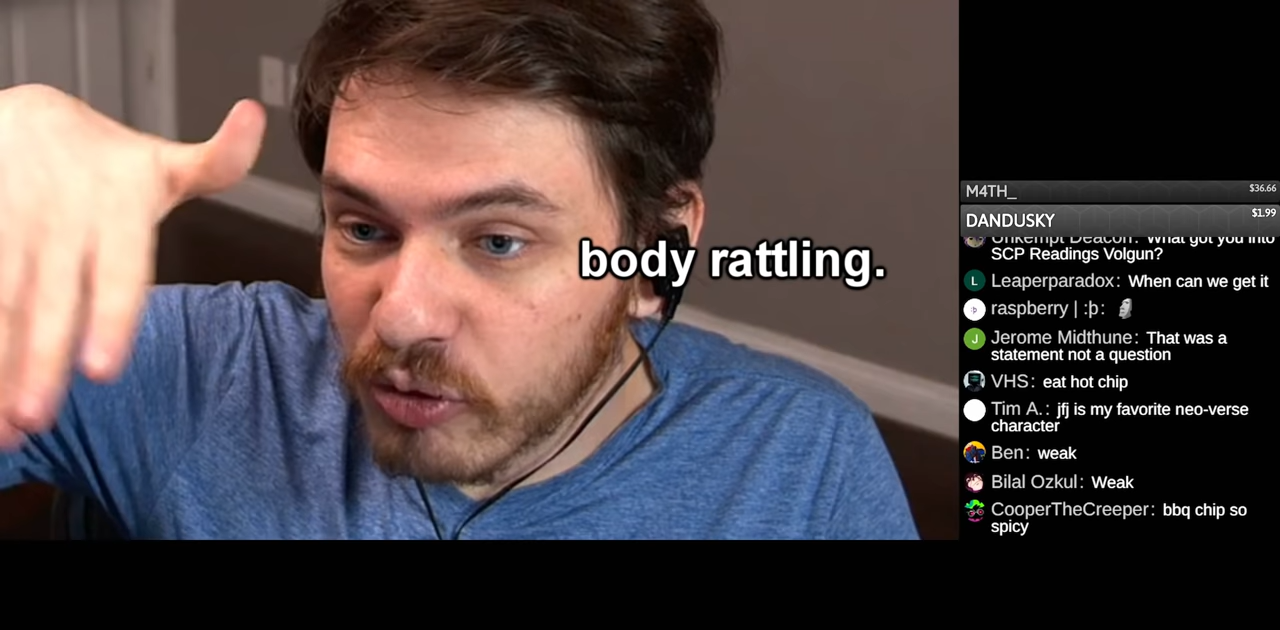 body rattling.
M4TH_ $36.66
DANDUSKY $1.99
Unkempt Deacon: What got you into
SCP Readings Volgun?
Leaperparadox: When can we get it
raspberry | :þ:
Jerome Midthune: That was a
statement not a question
VHS: eat hot chip
Tim A.: jfj is my favorite neo-verse
character
Ben: weak
Bilal Ozkul: Weak
CooperTheCreeper: bbq chip so
spicy